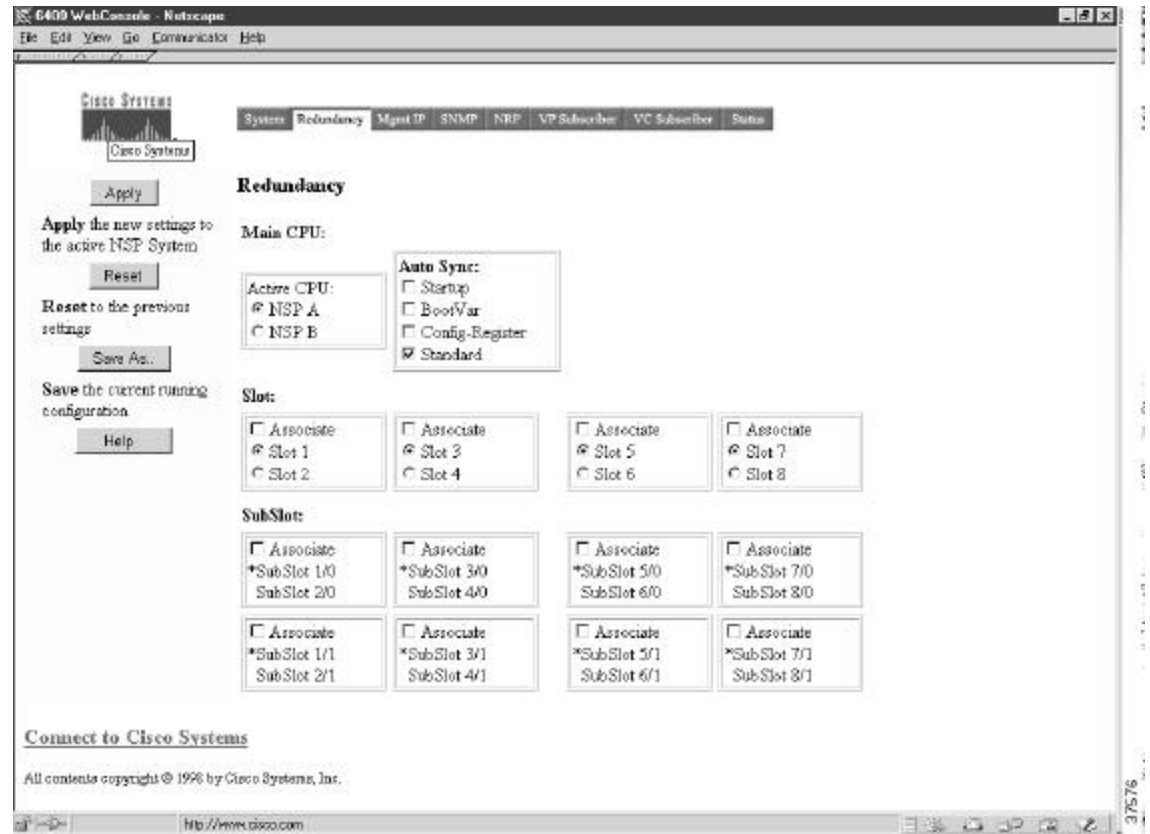 6400 WebConsole - Netscape
File Edit View Go Communicator Help
CISCO SYSTEMS
Cisco Systems
System Redundancy Mgmt IP SNMP NRP VP Subscriber VC Subscriber Status
Apply
Apply the new settings to
the active NSP System
Reset
Reset to the previous
settings
Save As..
Save the current running
configuration
Help
Redundancy
Main CPU:
Active CPU:
NSP A
NSP B
Auto Sync:
Startup
BootVar
Config-Register
Standard
Slot:
Associate
Slot 1
Slot 2
Associate
Slot 3
Slot 4
Associate
Slot 5
Slot 6
Associate
Slot 7
Slot 8
SubSlot:
Associate
*SubSlot 1/0
SubSlot 2/0
Associate
*SubSlot 3/0
SubSlot 4/0
Associate
*SubSlot 5/0
SubSlot 6/0
Associate
*SubSlot 7/0
SubSlot 8/0
Associate
*SubSlot 1/1
SubSlot 2/1
Associate
*SubSlot 3/1
SubSlot 4/1
Associate
*SubSlot 5/1
SubSlot 6/1
Associate
*SubSlot 7/1
SubSlot 8/1
Connect to Cisco Systems
All contents copyright © 1998 by Cisco Systems, Inc.
http://www.cisco.com
37576